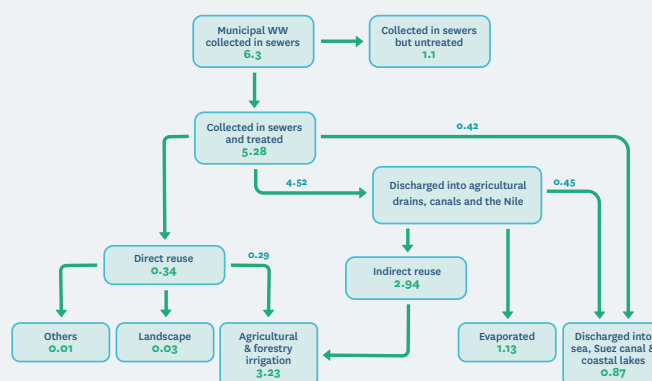 Municipal WW
collected in sewers
6.3
Collected in sewers
but untreated
1.1
Collected in sewers
and treated
5.28
0.42
4.52
Discharged into agricultural
drains, canals and the Nile
0.45
Direct reuse
0.34
0.29
Indirect reuse
2.94
Others
0.01
Landscape
0.03
Agricultural
& forestry
irrigation
3.23
Evaporated
1.13
Discharged into
sea, Suez canal &
coastal lakes
0.87